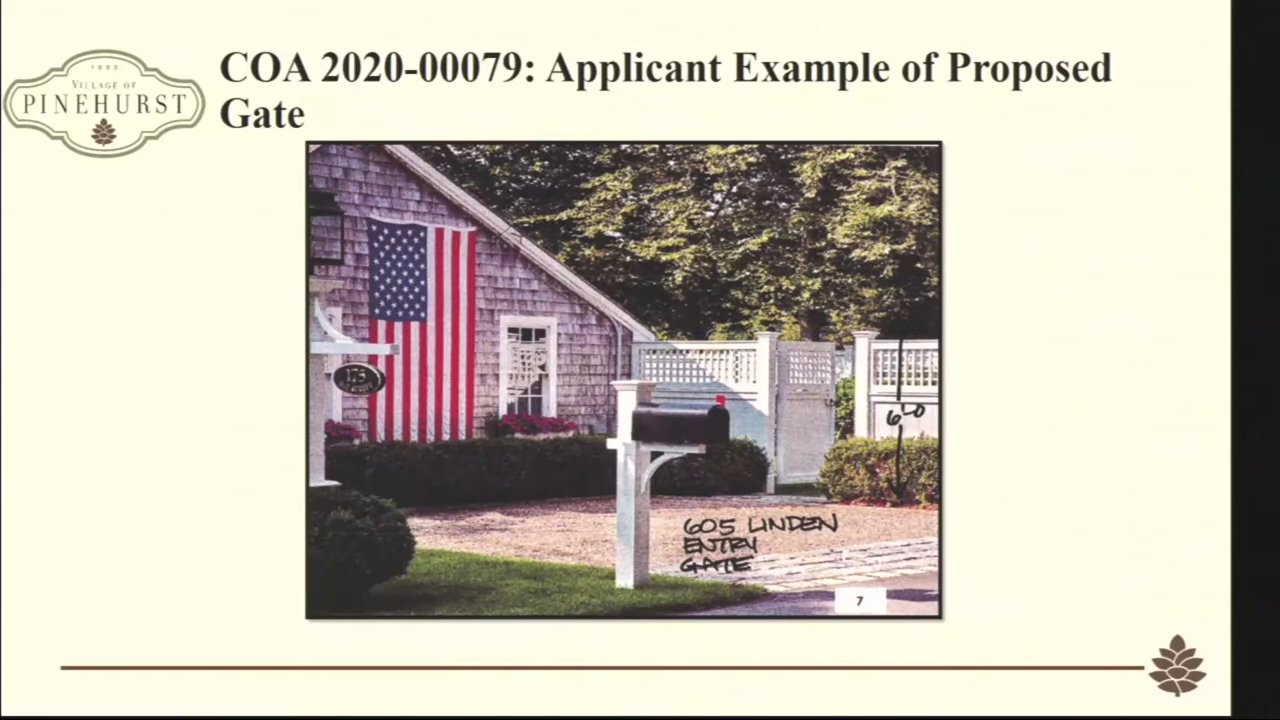 1895
VILLAGE OF
PINEHURST
COA 2020-00079: Applicant Example of Proposed
Gate
175
6'-0
605 LINDEN
ENTRY
GATE
7